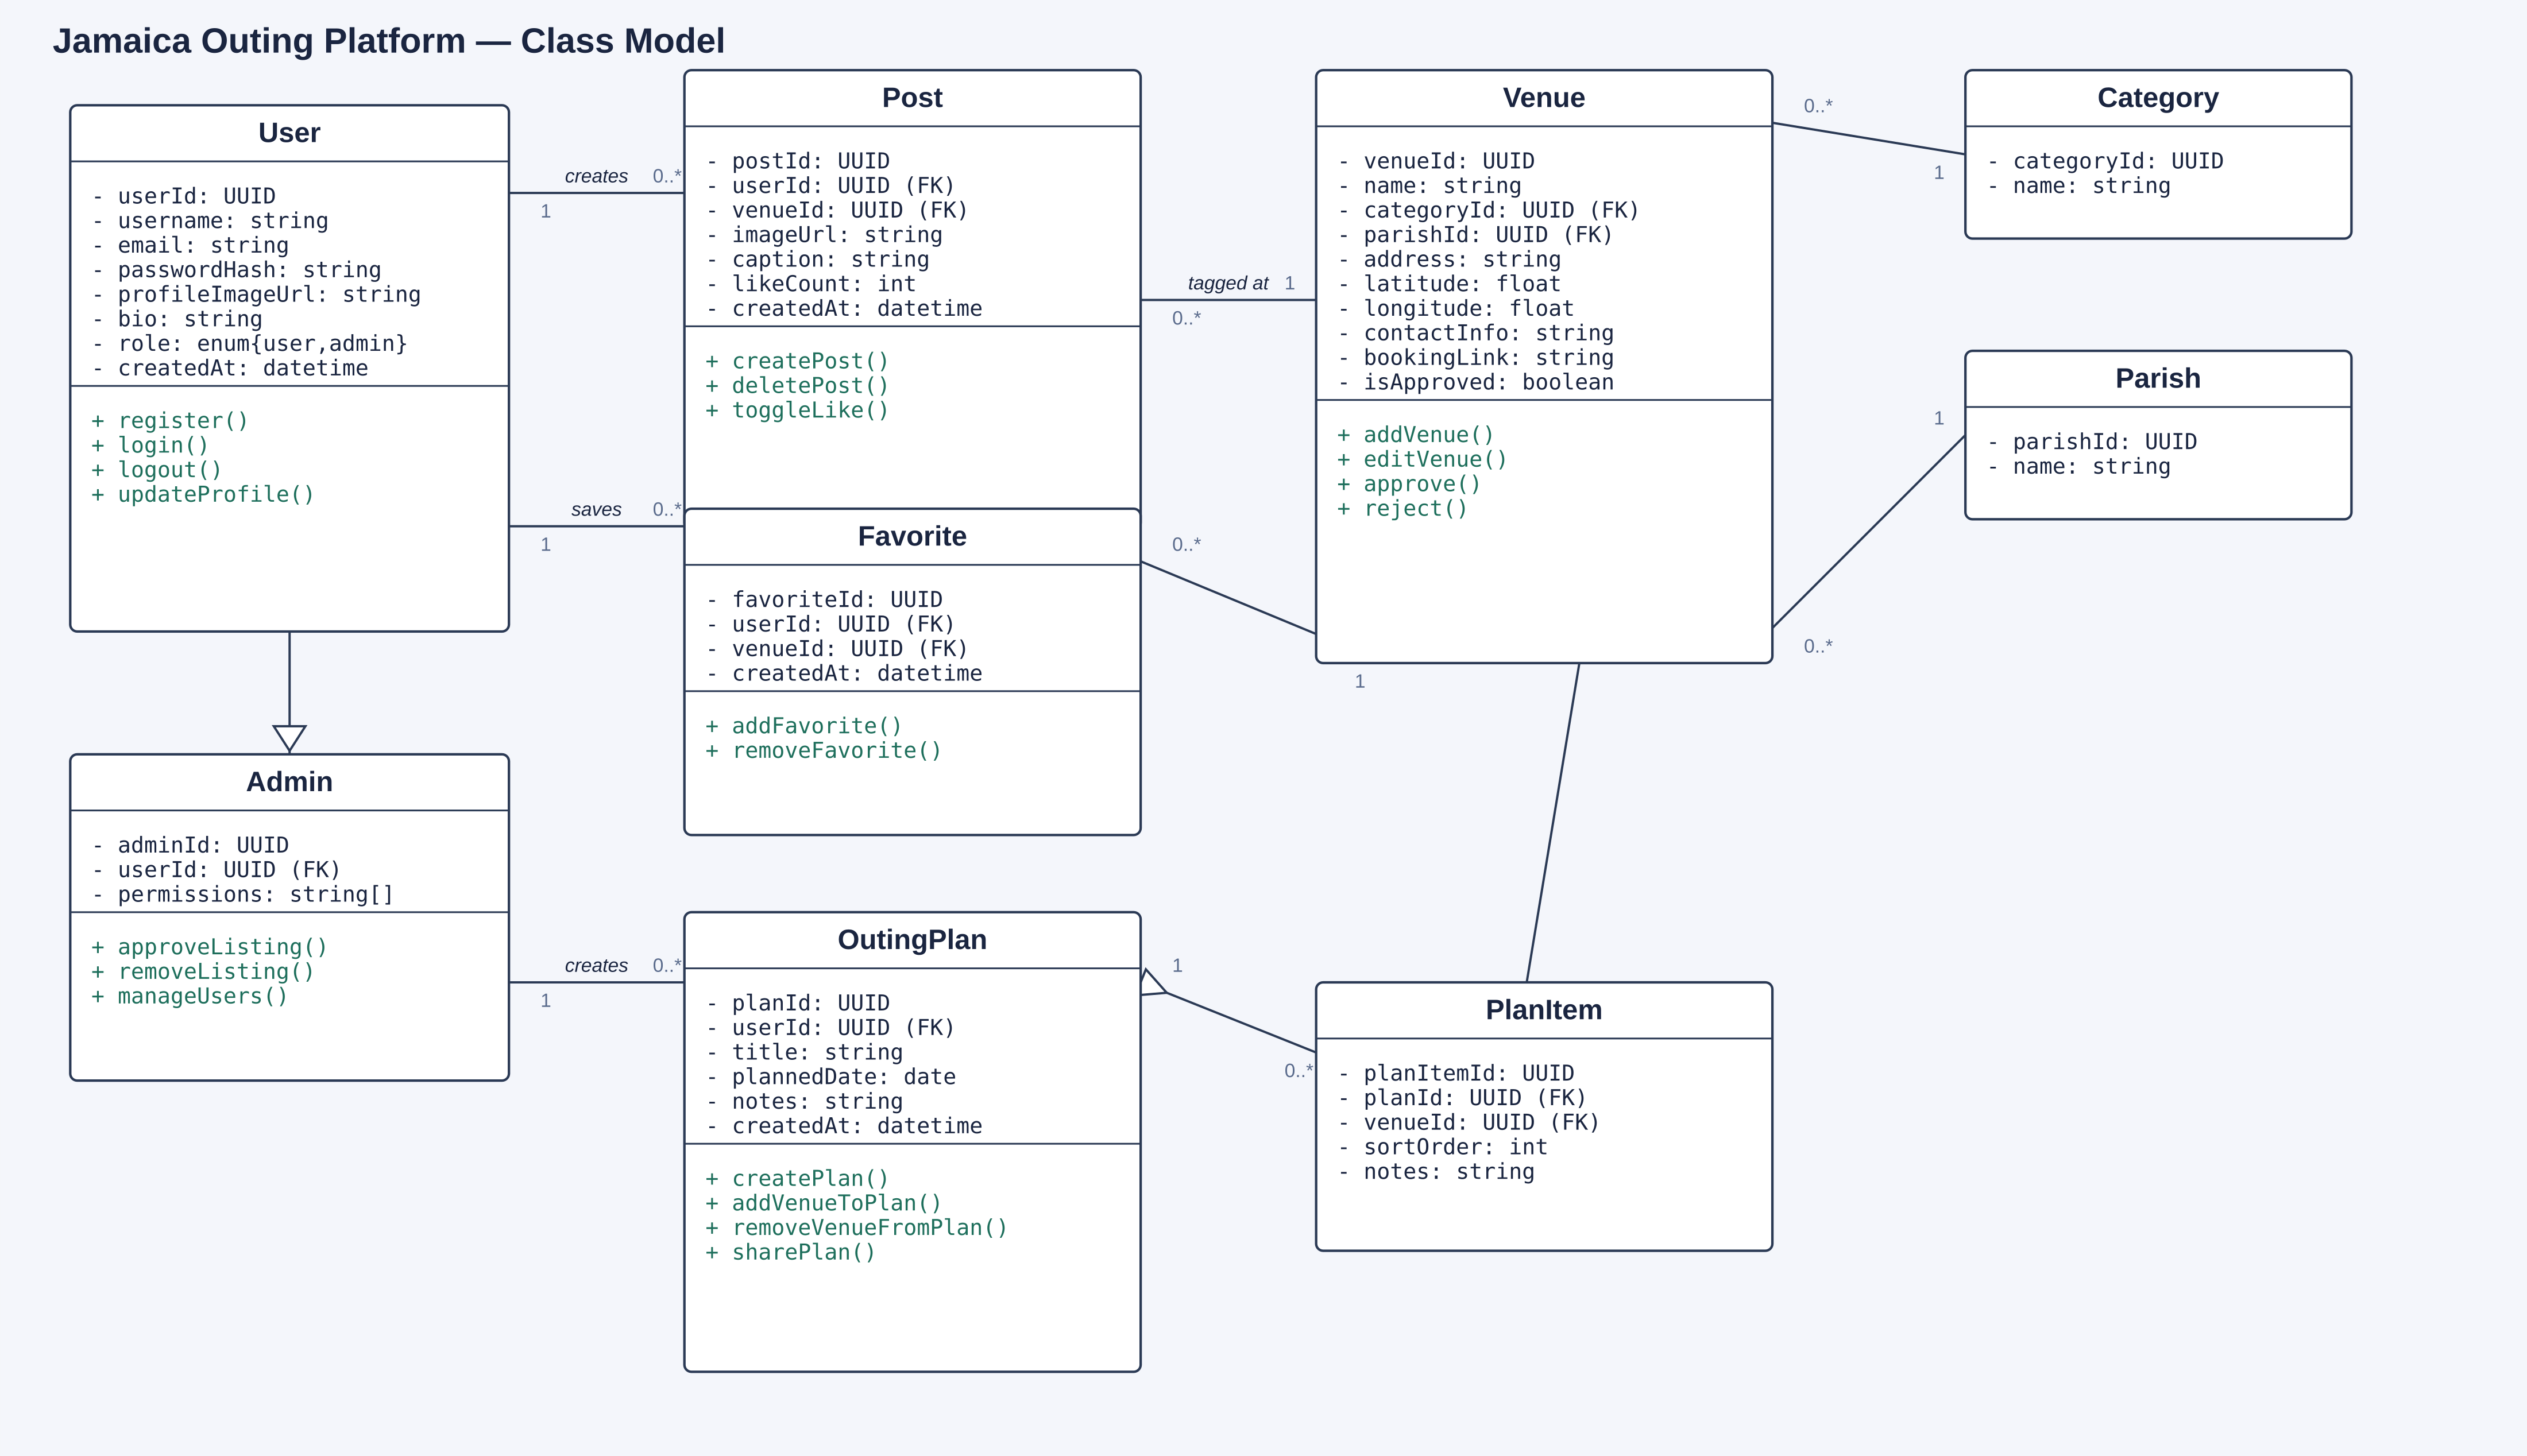 Jamaica Outing Platform — Class Model
User
- userId: UUID
- username: string
- email: string
- passwordHash: string
- profileImageUrl: string
- bio: string
- role: enum{user,admin}
- createdAt: datetime
+ register()
+ login()
+ logout()
+ updateProfile()
creates
0..*
1
saves
0..*
1
Post
- postId: UUID
- userId: UUID (FK)
- venueId: UUID (FK)
- imageUrl: string
- caption: string
- likeCount: int
- createdAt: datetime
+ createPost()
+ deletePost()
+ toggleLike()
tagged at
1
0..*
Favorite
- favoriteId: UUID
- userId: UUID (FK)
- venueId: UUID (FK)
- createdAt: datetime
+ addFavorite()
+ removeFavorite()
0..*
1
Venue
- venueId: UUID
- name: string
- categoryId: UUID (FK)
- parishId: UUID (FK)
- address: string
- latitude: float
- longitude: float
- contactInfo: string
- bookingLink: string
- isApproved: boolean
+ addVenue()
+ editVenue()
+ approve()
+ reject()
0..*
1
Category
- categoryId: UUID
- name: string
1
0..*
Parish
- parishId: UUID
- name: string
Admin
- adminId: UUID
- userId: UUID (FK)
- permissions: string[]
+ approveListing()
+ removeListing()
+ manageUsers()
creates
0..*
1
OutingPlan
- planId: UUID
- userId: UUID (FK)
- title: string
- plannedDate: date
- notes: string
- createdAt: datetime
+ createPlan()
+ addVenueToPlan()
+ removeVenueFromPlan()
+ sharePlan()
1
0..*
PlanItem
- planItemId: UUID
- planId: UUID (FK)
- venueId: UUID (FK)
- sortOrder: int
- notes: string